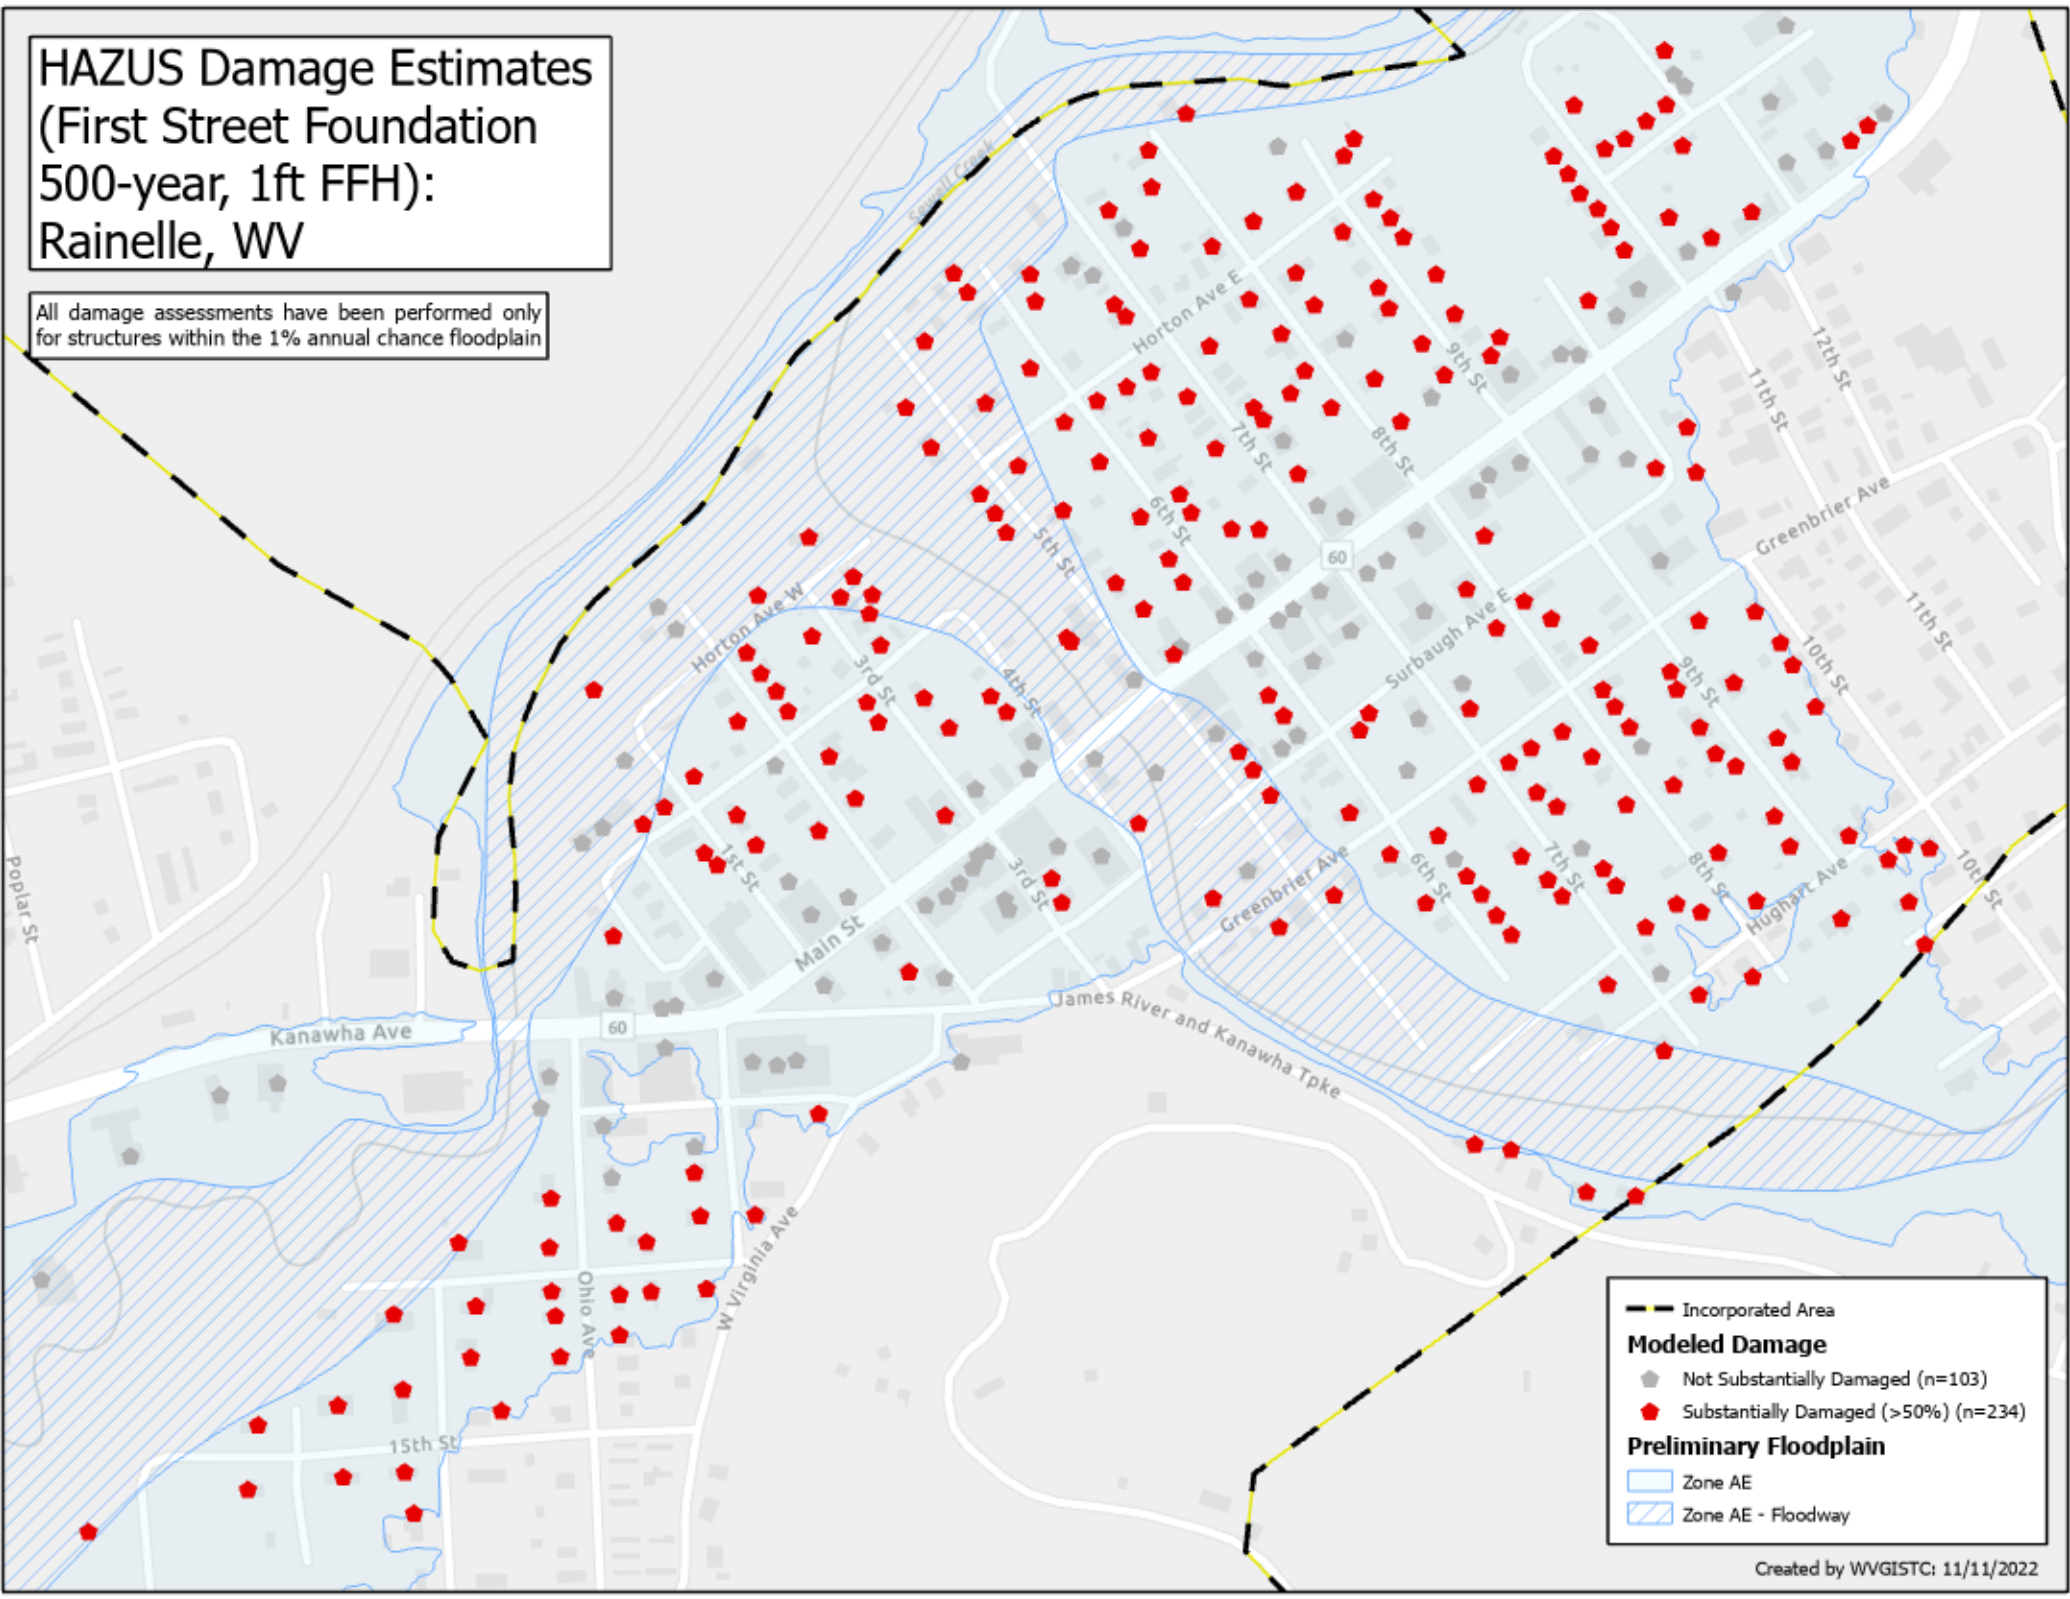 HAZUS Damage Estimates
(First Street Foundation
500-year, 1ft FFH):
Rainelle, WV
All damage assessments have been performed only
for structures within the 1% annual chance floodplain
Sewell Creek
Horton Ave E
12th St
11th St
9th St
8th St
7th St
6th St
5th St
Greenbrier Ave
60
Horton Ave W
3rd St
4th St
Surbaugh Ave E
11th St
10th St
9th St
1st St
3rd St
Main St
Greenbrier Ave
6th St
7th St
8th St
Hughart Ave
10th St
Poplar St
Kanawha Ave
60
James River and Kanawha Tpke
W Virginia Ave
Ohio Ave
15th St
Incorporated Area
Modeled Damage
Not Substantially Damaged (n=103)
Substantially Damaged (>50%) (n=234)
Preliminary Floodplain
Zone AE
Zone AE - Floodway
Created by WVGISTC: 11/11/2022